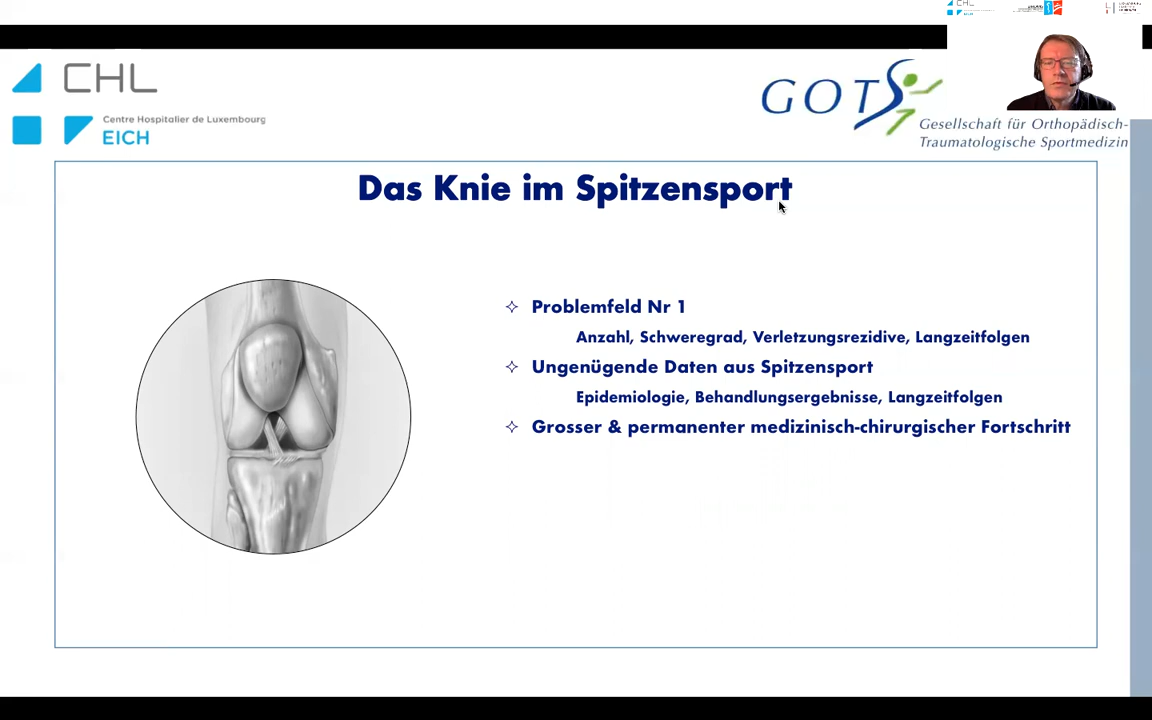 CHL
Centre Hospitalier de Luxembourg
EICH
GOTS
Gesellschaft für Orthopädisch-
Traumatologische Sportmedizin
Das Knie im Spitzensport
Problemfeld Nr 1
Anzahl, Schweregrad, Verletzungsrezidive, Langzeitfolgen
Ungenügende Daten aus Spitzensport
Epidemiologie, Behandlungsergebnisse, Langzeitfolgen
Grosser & permanenter medizinisch-chirurgischer Fortschritt